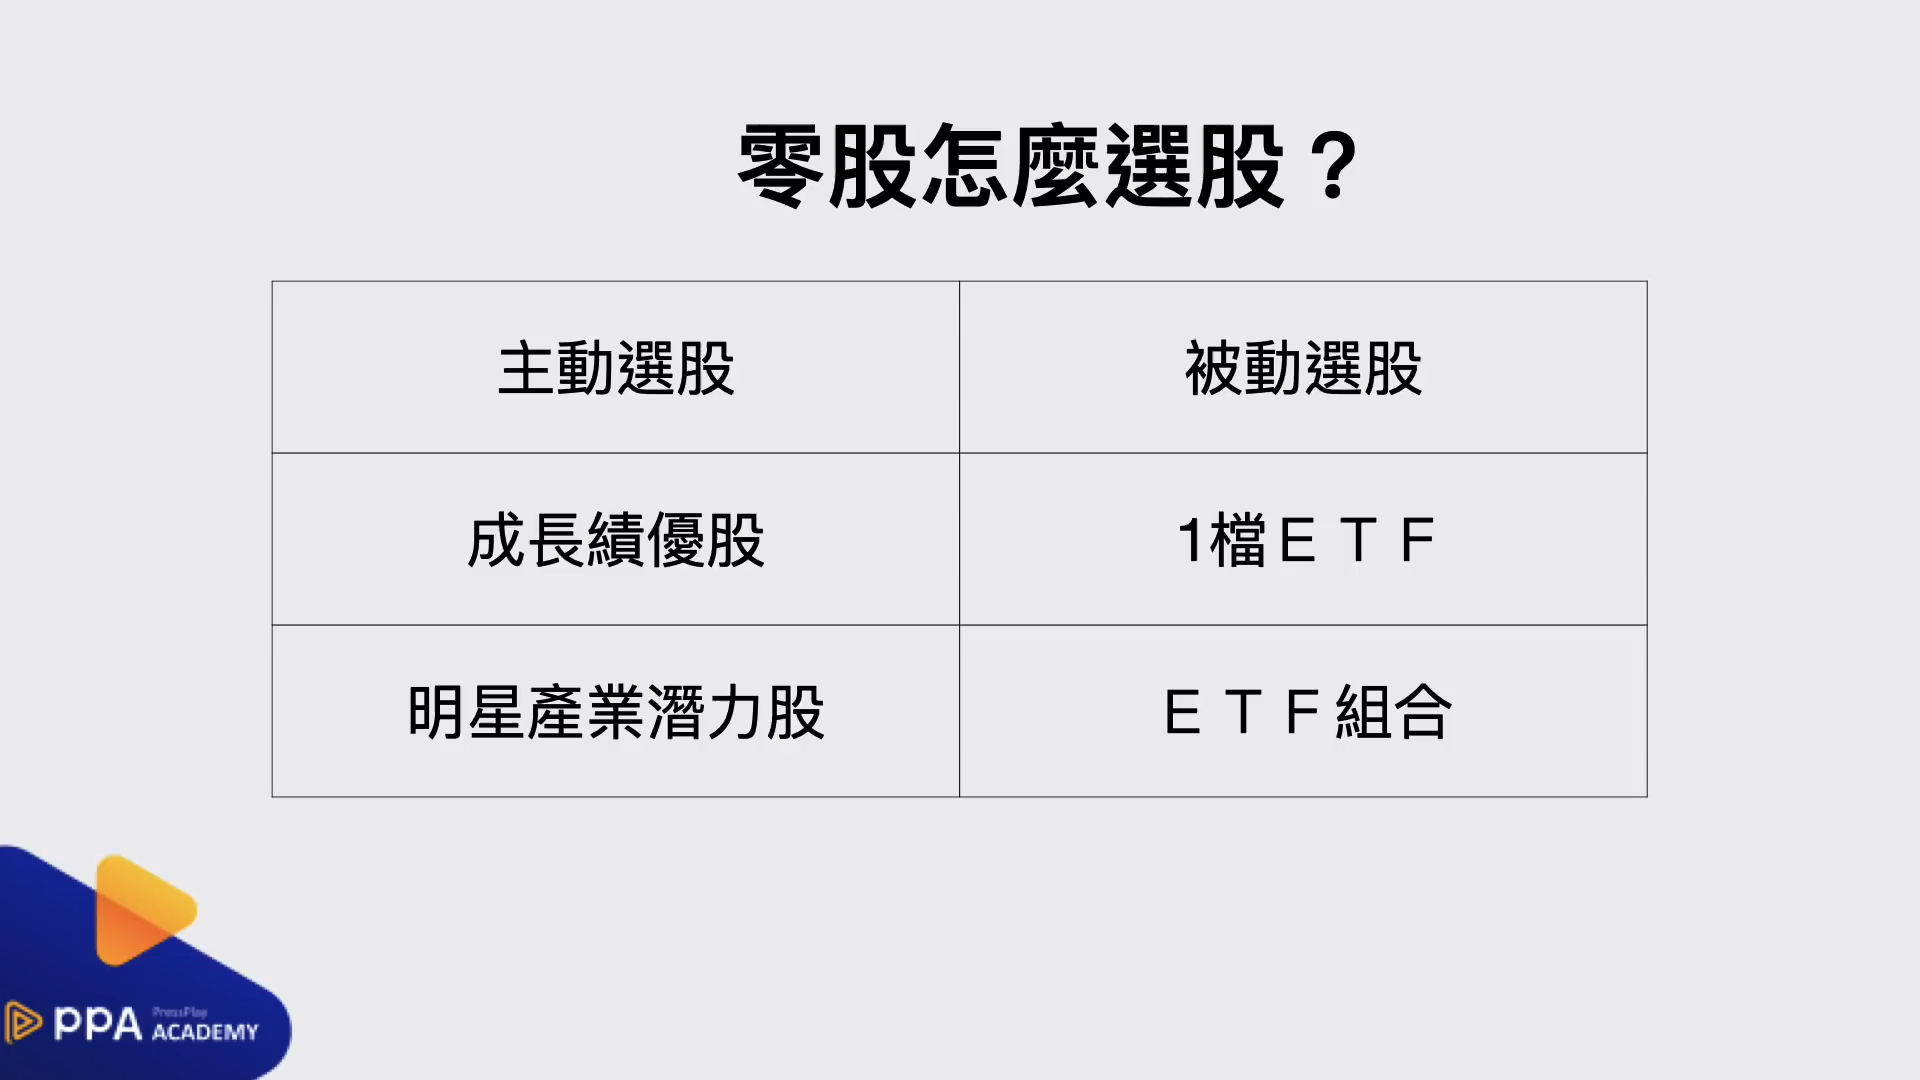 零股怎麼選股？
主動選股 被動選股
成長績優股 1檔ＥＴＦ
明星產業潛力股 ＥＴＦ組合
PPA PressPlay ACADEMY